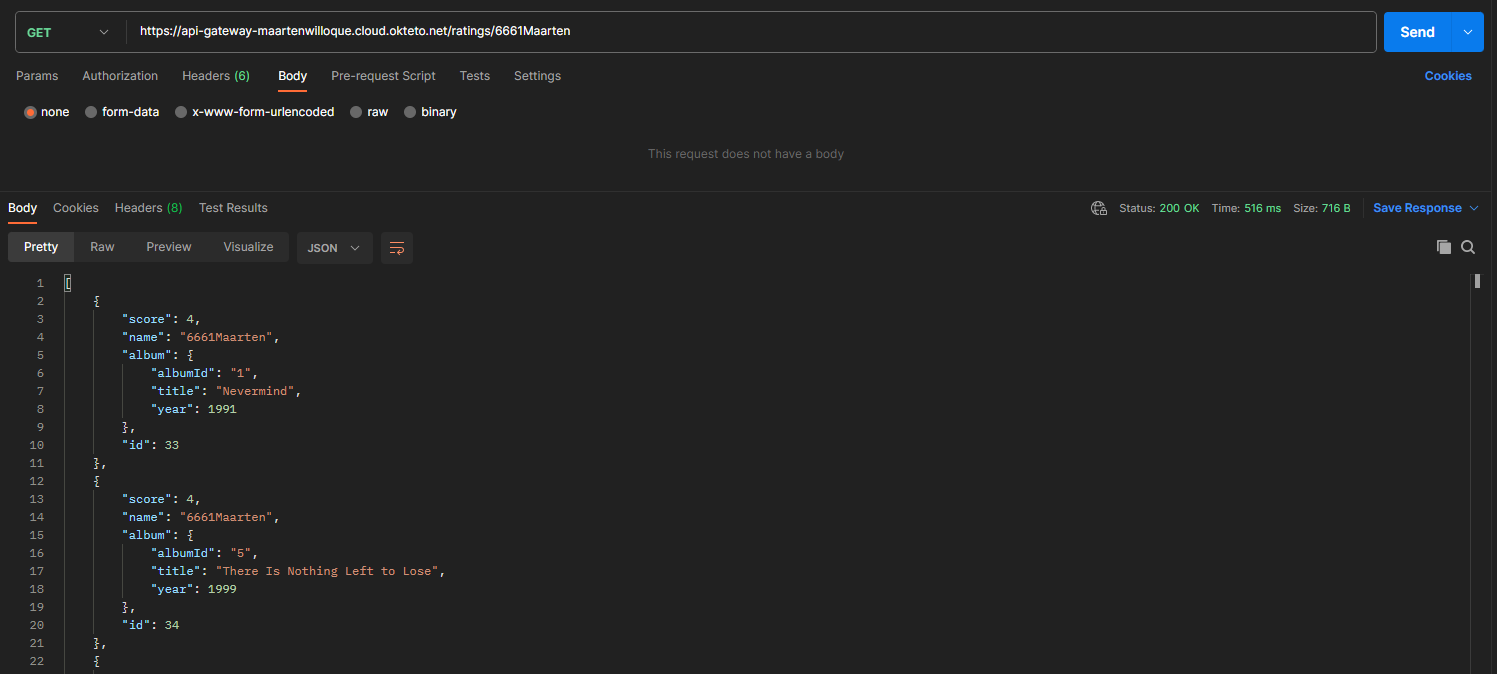 GET https://api-gateway-maartenwilloque.cloud.okteto.net/ratings/6661Maarten Send
Params Authorization Headers (6) Body Pre-request Script Tests Settings Cookies
none form-data x-www-form-urlencoded raw binary
This request does not have a body
Body Cookies Headers (8) Test Results Status: 200 OK Time: 516 ms Size: 716 B Save Response
Pretty Raw Preview Visualize JSON
1 [
2 {
3 "score": 4,
4 "name": "6661Maarten",
5 "album": {
6 "albumId": "1",
7 "title": "Nevermind",
8 "year": 1991
9 },
10 "id": 33
11 },
12 {
13 "score": 4,
14 "name": "6661Maarten",
15 "album": {
16 "albumId": "5",
17 "title": "There Is Nothing Left to Lose",
18 "year": 1999
19 },
20 "id": 34
21 },
22 {